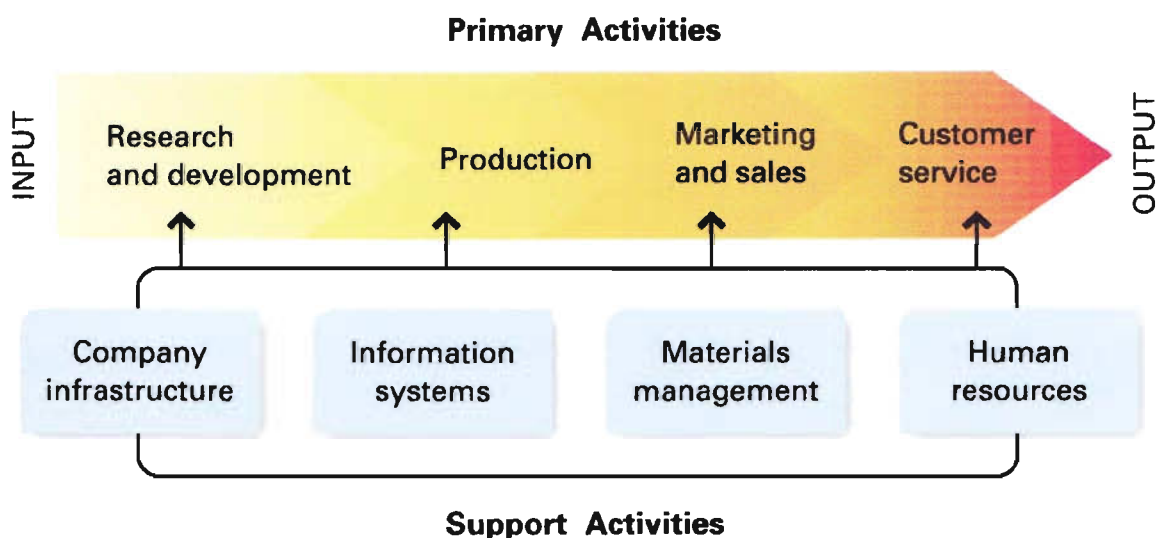 Primary Activities
INPUT
Research
and development
Production
Marketing
and sales
Customer
service
OUTPUT
Company
infrastructure
Information
systems
Materials
management
Human
resources
Support Activities